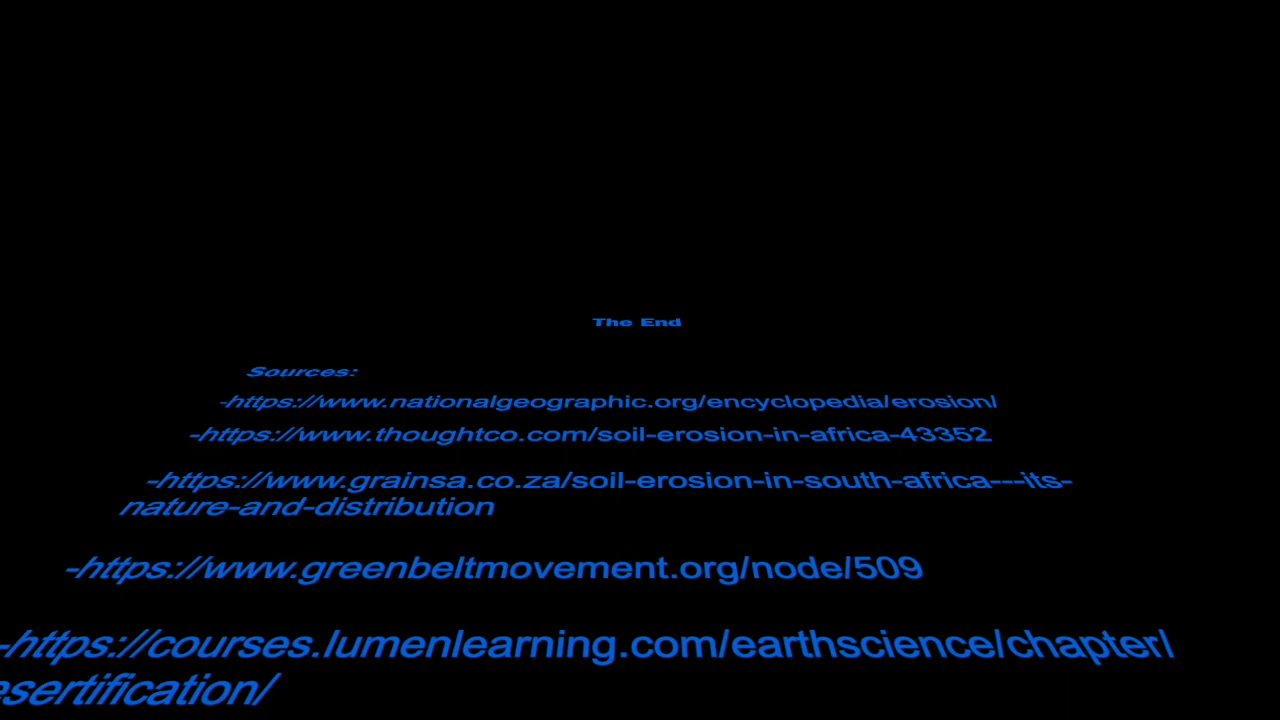 The End
Sources:
-https://www.nationalgeographic.org/encyclopedia/erosion/
-https://www.thoughtco.com/soil-erosion-in-africa-43352
-https://www.grainsa.co.za/soil-erosion-in-south-africa---its-
nature-and-distribution
-https://www.greenbeltmovement.org/node/509
-https://courses.lumenlearning.com/earthscience/chapter/
esertification/